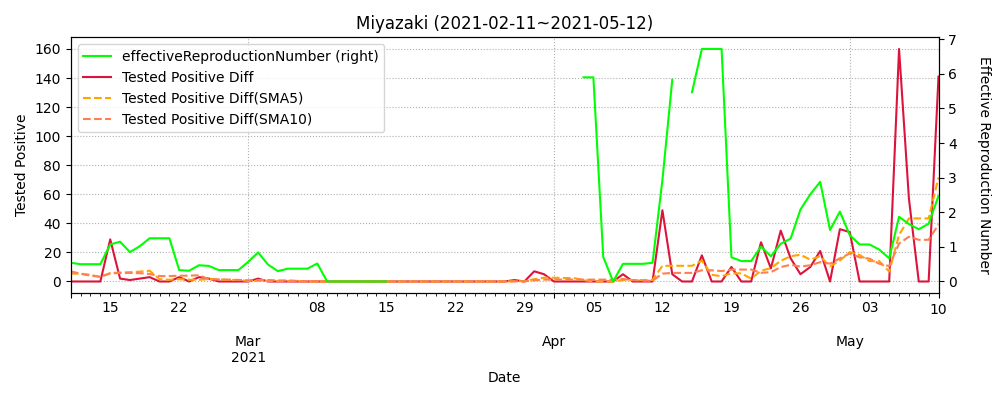 Miyazaki (2021-02-11~2021-05-12)
effectiveReproductionNumber (right)
Tested Positive Diff
Tested Positive Diff(SMA5)
Tested Positive Diff(SMA10)
Tested Positive
160
140
120
100
80
60
40
20
0
7
6
5
4
3
2
1
0
Effective Reproduction Number
15 22 08 15 22 29 05 12 19 26 03 10
Mar Apr May
2021
Date